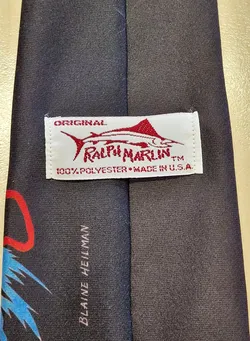 ORIGINAL
RALPH MARLIN TM
100% POLYESTER • MADE IN U.S.A.
BLAINE HEILMAN